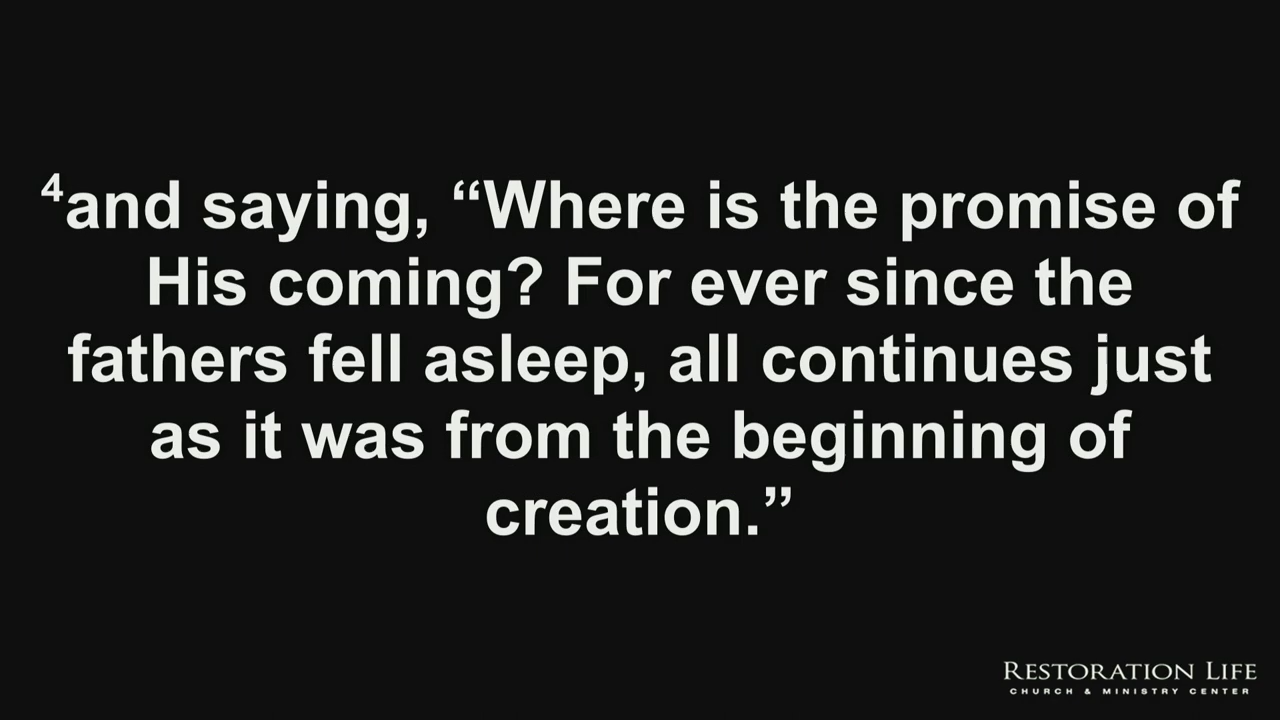 4and saying, “Where is the promise of
His coming? For ever since the
fathers fell asleep, all continues just
as it was from the beginning of
creation.”
RESTORATION LIFE
CHURCH & MINISTRY CENTER